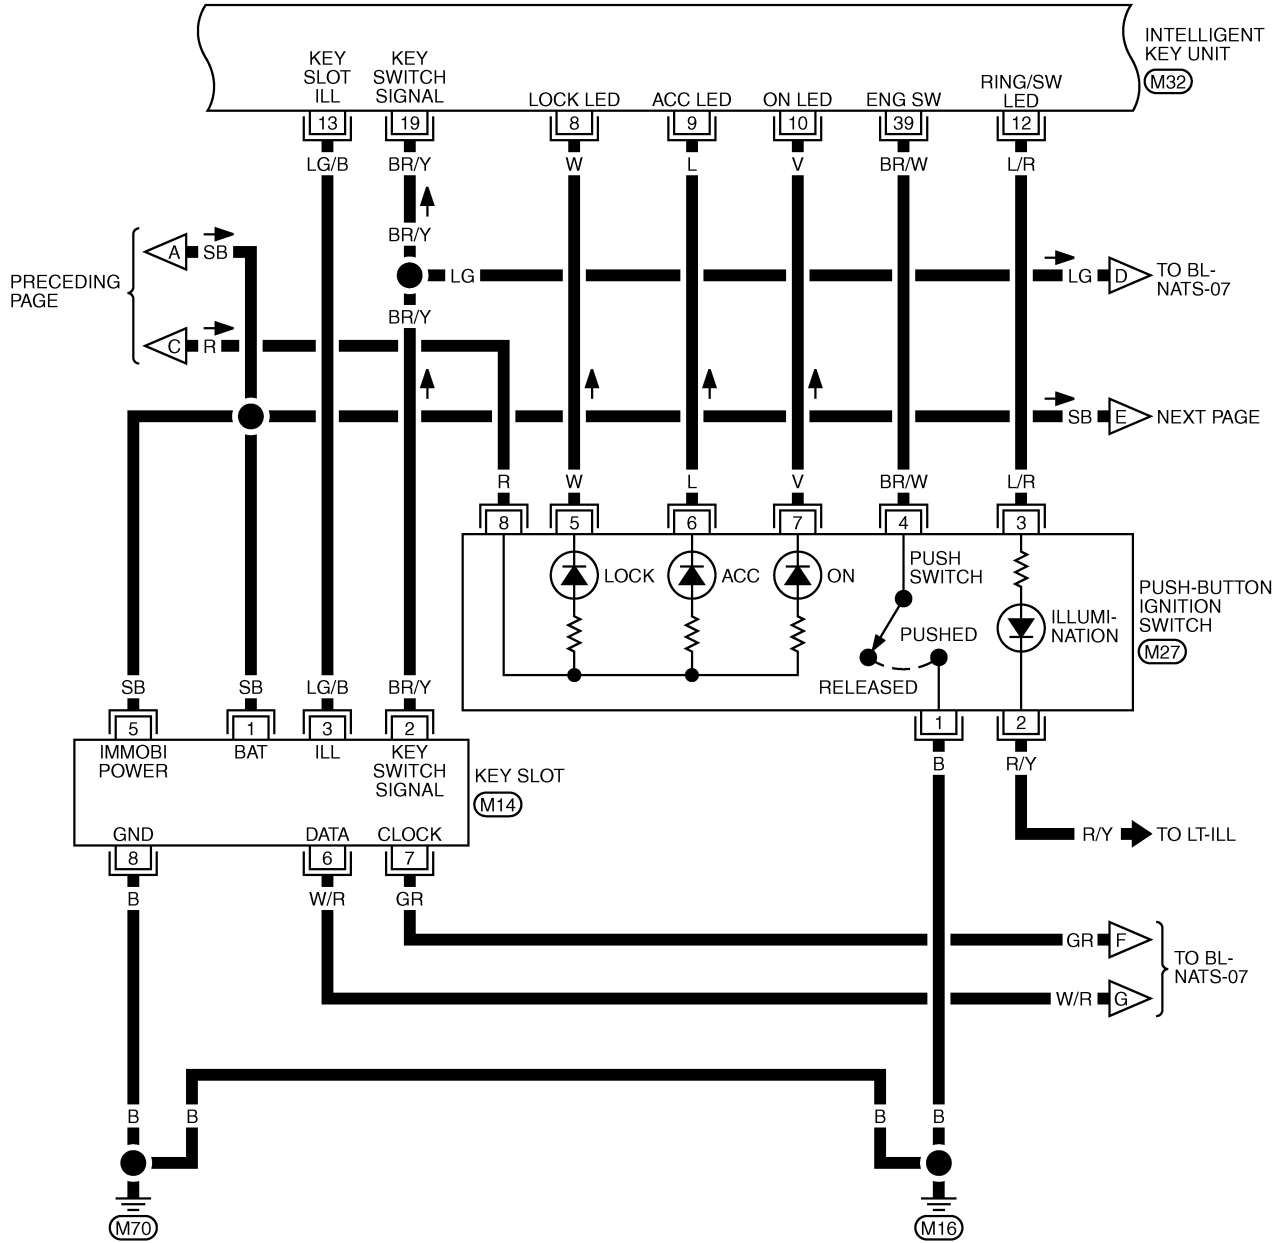 INTELLIGENT
KEY UNIT
M32
KEY
SLOT
ILL
KEY
SWITCH
SIGNAL
LOCK LED
ACC LED
ON LED
ENG SW
RING/SW
LED
13
19
8
9
10
39
12
LG/B
BR/Y
W
L
V
BR/W
L/R
BR/Y
A
SB
LG
LG
D
TO BL-
NATS-07
PRECEDING
PAGE
BR/Y
C
R
SB
E
NEXT PAGE
R
W
L
V
BR/W
L/R
8
5
6
7
4
3
LOCK
ACC
ON
PUSH
SWITCH
PUSHED
RELEASED
ILLUMI-
NATION
PUSH-BUTTON
IGNITION
SWITCH
M27
SB
SB
LG/B
BR/Y
5
1
3
2
1
2
IMMOBI
POWER
BAT
ILL
KEY
SWITCH
SIGNAL
KEY SLOT
M14
B
R/Y
GND
DATA
CLOCK
R/Y
TO LT-ILL
8
6
7
B
W/R
GR
GR
F
W/R
G
TO BL-
NATS-07
B
B
B
B
M70
M16